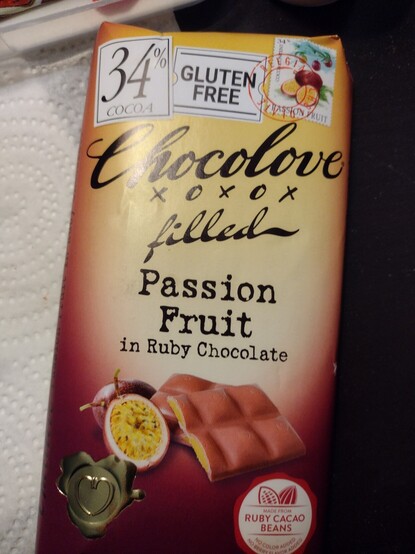 34%
COCOA
GLUTEN
FREE
BELGIAN
PASSION FRUIT
Chocolove
XOXOX
filled
Passion
Fruit
in Ruby Chocolate
MADE FROM
RUBY CACAO
BEANS